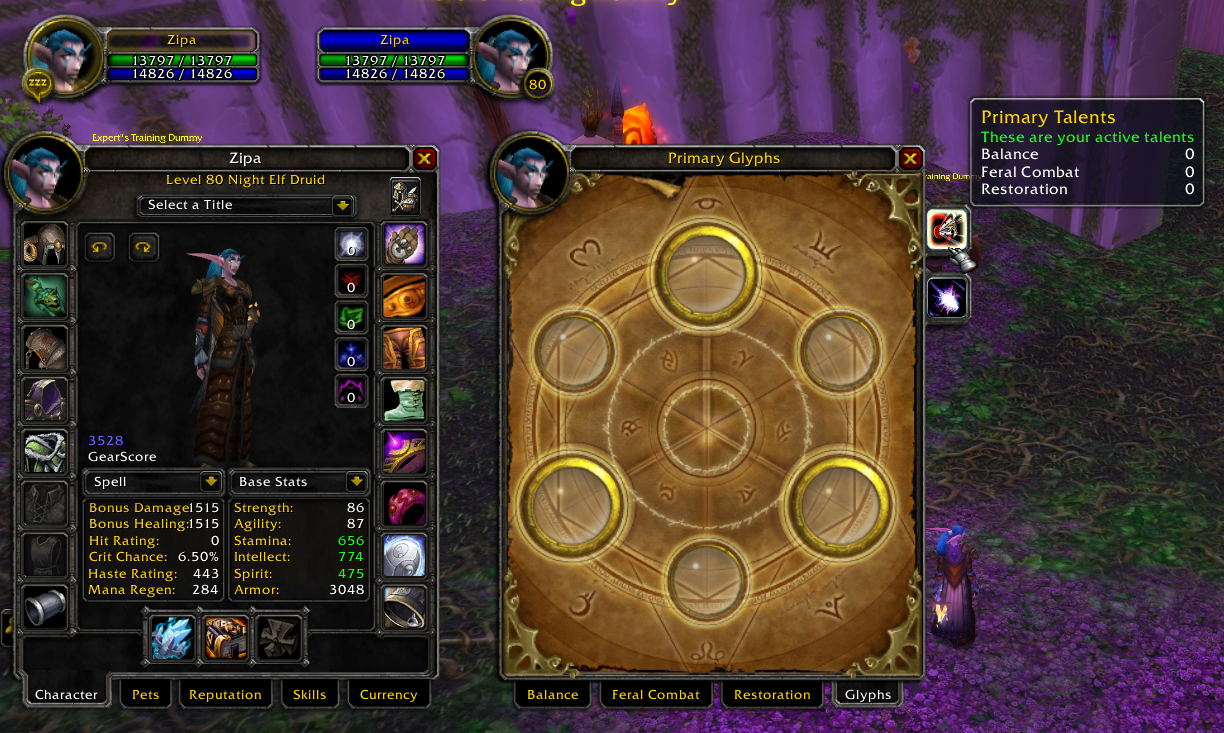 Zipa
13797 / 13797
14826 / 14826
zzz
Zipa
13797 / 13797
14826 / 14826
80
Expert's Training Dummy
Zipa
Level 80 Night Elf Druid
Select a Title
0
0
0
0
0
3528
GearScore
Spell
Base Stats
Bonus Damage 1515
Bonus Healing: 1515
Hit Rating: 0
Crit Chance: 6.50%
Haste Rating: 443
Mana Regen: 284
Strength: 86
Agility: 87
Stamina: 656
Intellect: 774
Spirit: 475
Armor: 3048
Character
Pets
Reputation
Skills
Currency
Primary Glyphs
Balance
Feral Combat
Restoration
Glyphs
Primary Talents
These are your active talents
Balance 0
Feral Combat 0
Restoration 0
raining Dummy